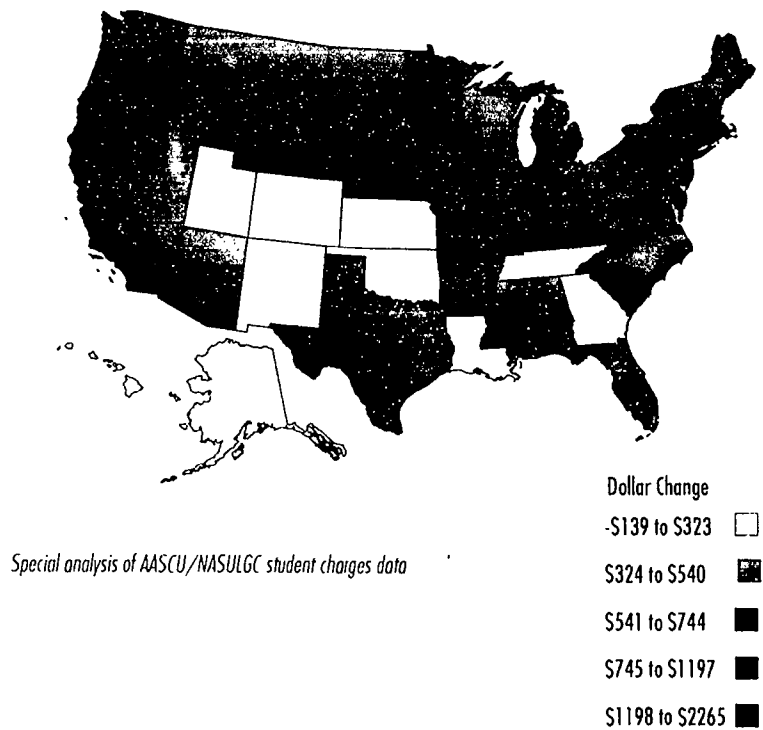 Dollar Change
-$139 to $323
Special analysis of AASCU/NASULGC student charges data
$324 to $540
$541 to $744
$745 to $1197
$1198 to $2265